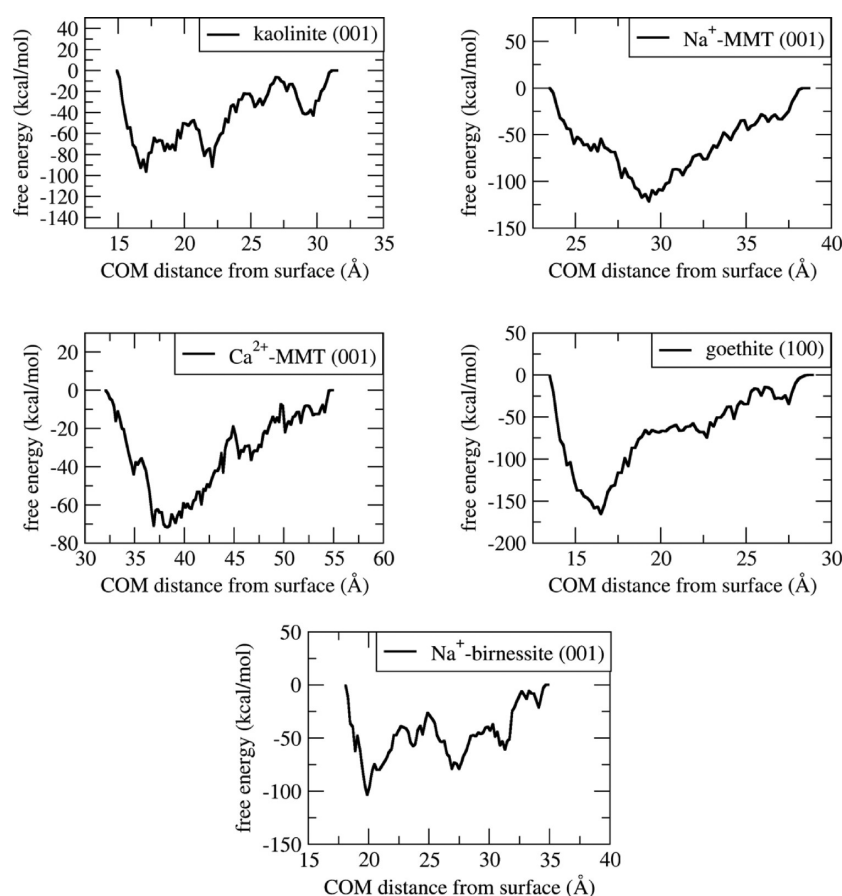 kaolinite (001)
free energy (kcal/mol)
40
20
0
-20
-40
-60
-80
-100
-120
-140
15 20 25 30 35
COM distance from surface (Å)
Na⁺-MMT (001)
free energy (kcal/mol)
50
0
-50
-100
-150
25 30 35 40
COM distance from surface (Å)
Ca²⁺-MMT (001)
free energy (kcal/mol)
20
0
-20
-40
-60
-80
30 35 40 45 50 55 60
COM distance from surface (Å)
goethite (100)
free energy (kcal/mol)
50
0
-50
-100
-150
-200
15 20 25 30
COM distance from surface (Å)
Na⁺-birnessite (001)
free energy (kcal/mol)
50
0
-50
-100
-150
15 20 25 30 35 40
COM distance from surface (Å)